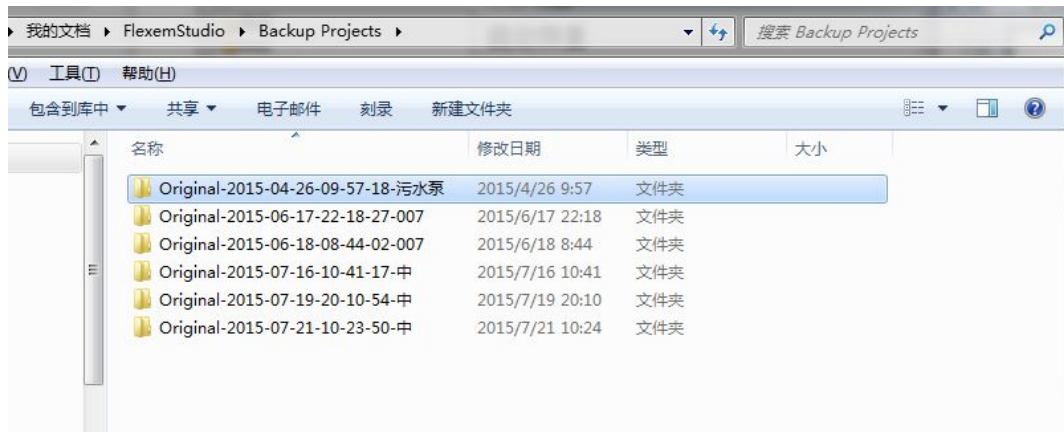 我的文档 ▸ FlexemStudio ▸ Backup Projects ▸ 搜索 Backup Projects
(V) 工具(T) 帮助(H)
包含到库中 共享 电子邮件 刻录 新建文件夹
名称 修改日期 类型 大小
Original-2015-04-26-09-57-18-污水泵 2015/4/26 9:57 文件夹
Original-2015-06-17-22-18-27-007 2015/6/17 22:18 文件夹
Original-2015-06-18-08-44-02-007 2015/6/18 8:44 文件夹
Original-2015-07-16-10-41-17-中 2015/7/16 10:41 文件夹
Original-2015-07-19-20-10-54-中 2015/7/19 20:10 文件夹
Original-2015-07-21-10-23-50-中 2015/7/21 10:24 文件夹